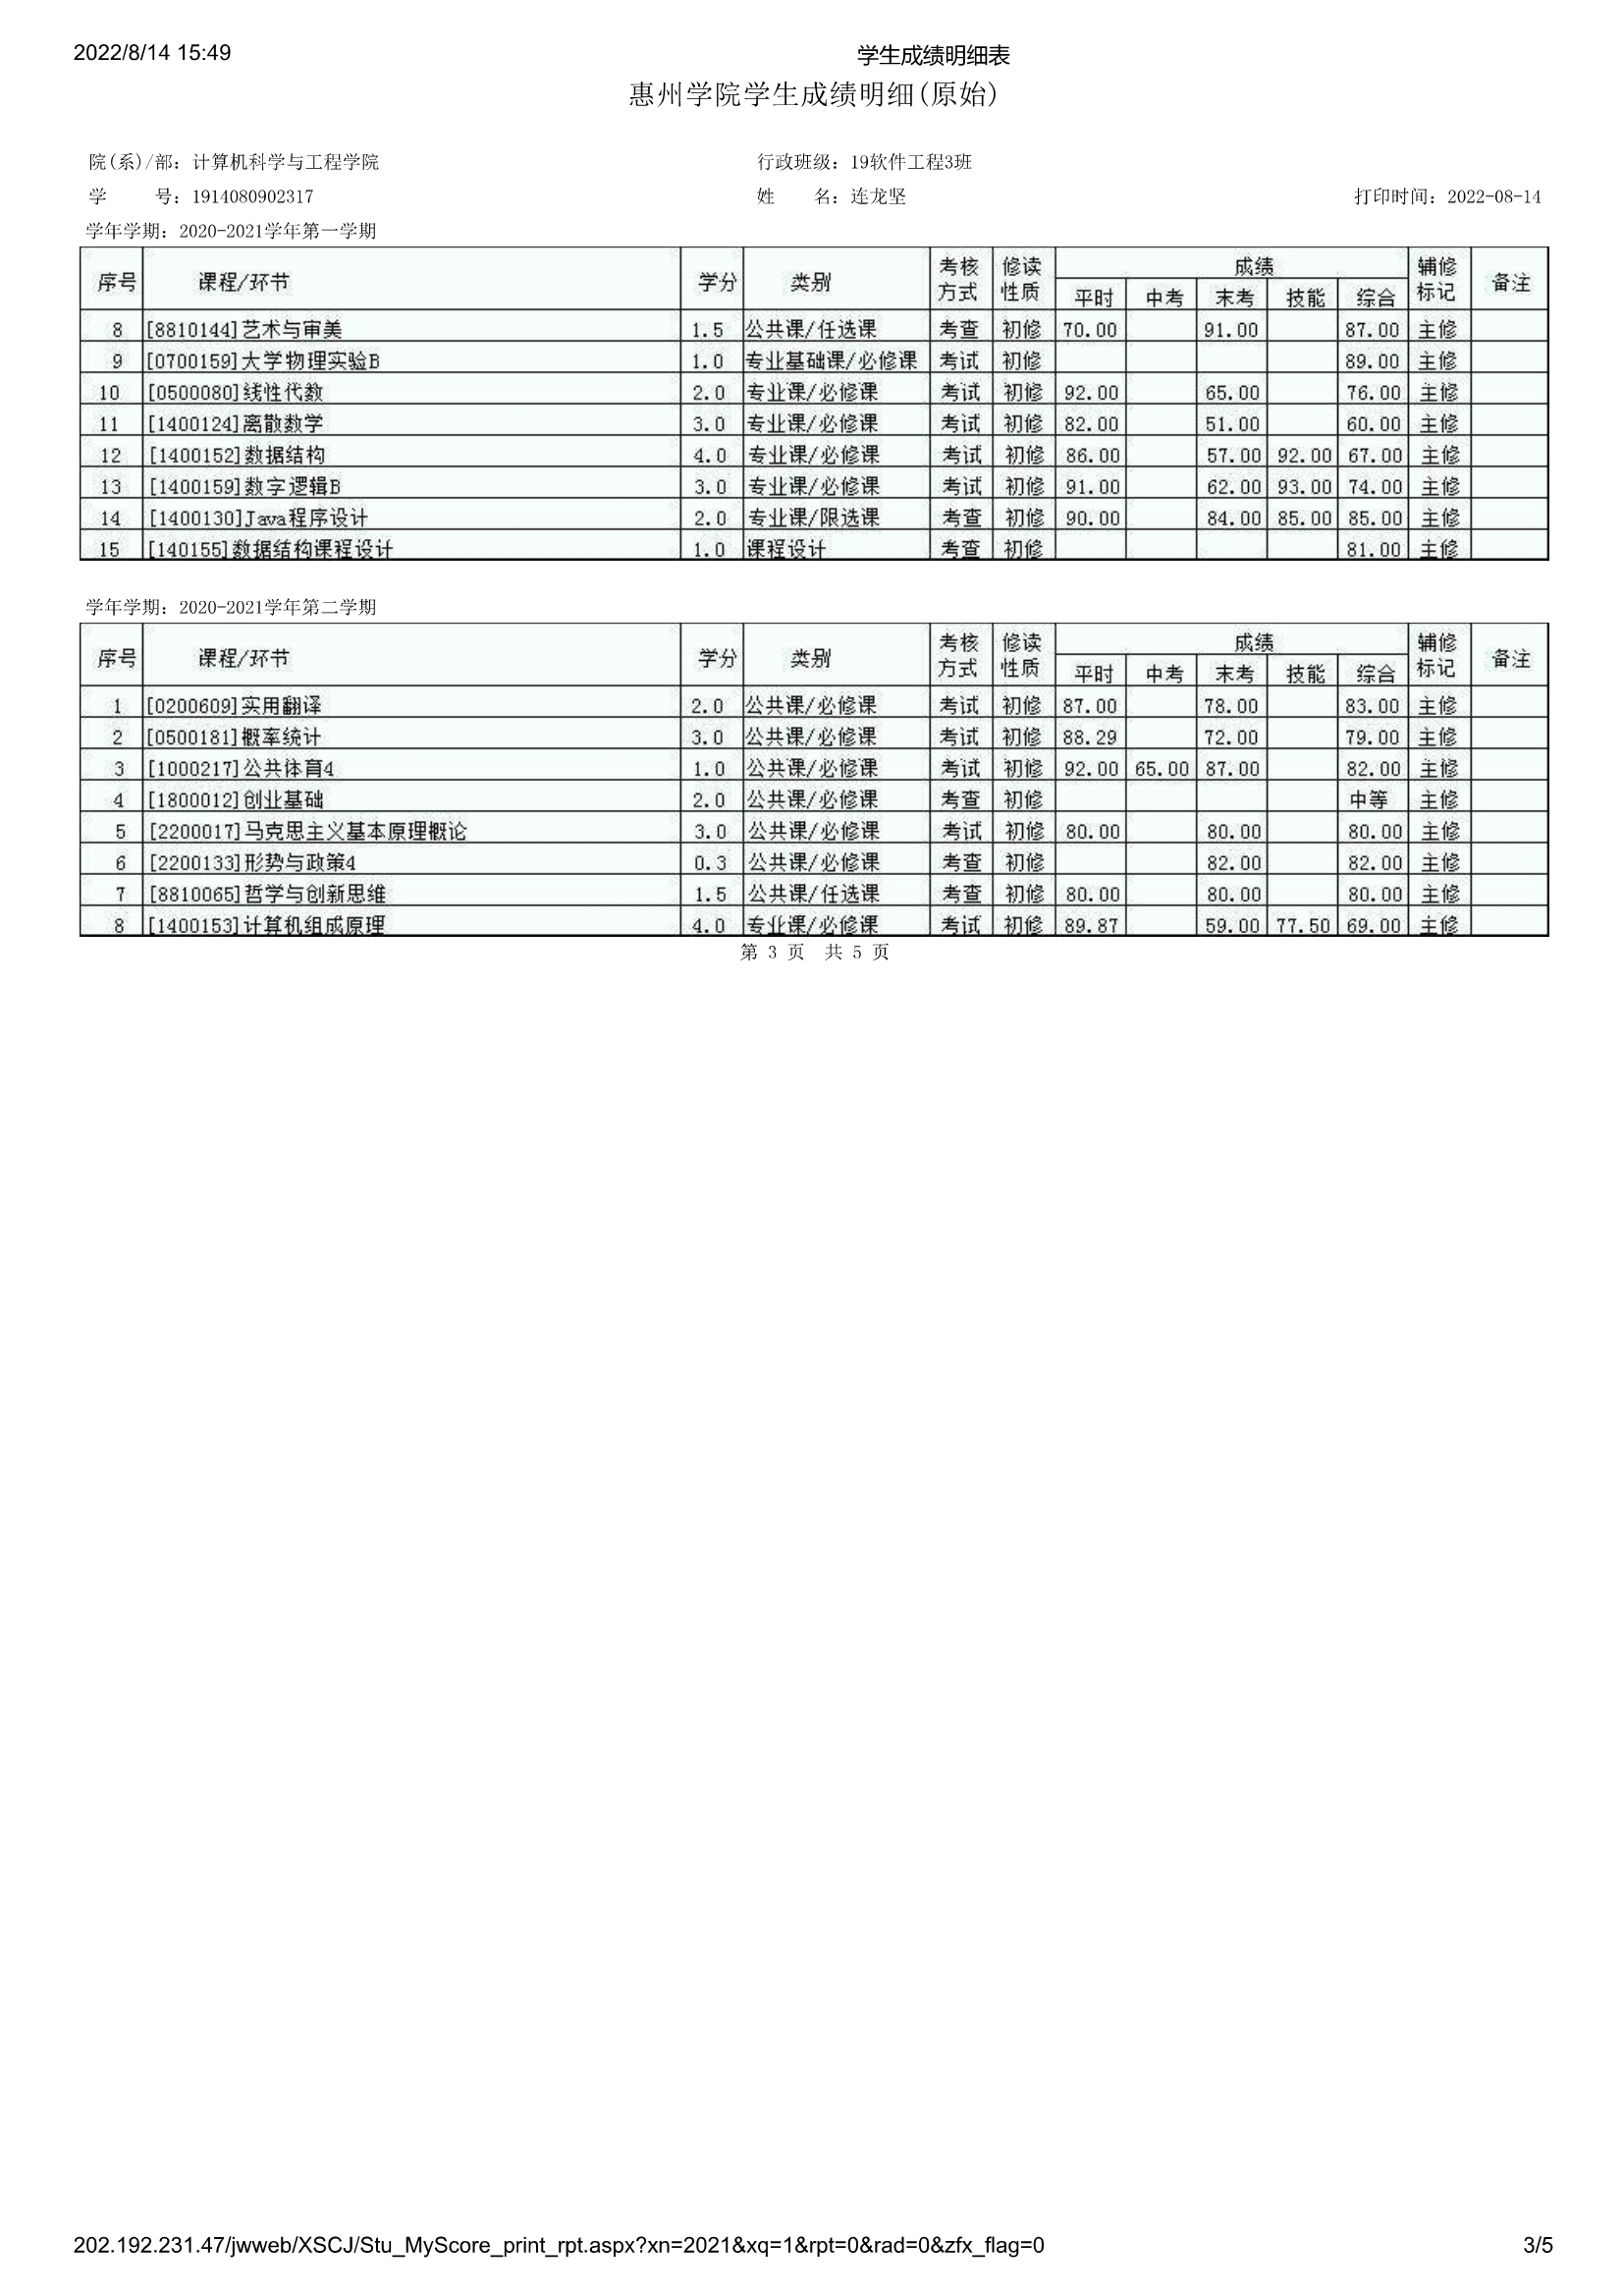 2022/8/14 15:49 学生成绩明细表
惠州学院学生成绩明细(原始)
院(系)/部：计算机科学与工程学院 行政班级：19软件工程3班
学 号：1914080902317 姓 名：连龙坚 打印时间：2022-08-14
学年学期：2020-2021学年第一学期
序号 课程/环节 学分 类别 考核方式 修读性质 成绩 辅修标记 备注
平时 中考 末考 技能 综合
8 [8810144]艺术与审美 1.5 公共课/任选课 考查 初修 70.00 91.00 87.00 主修
9 [0700159]大学物理实验B 1.0 专业基础课/必修课 考试 初修 89.00 主修
10 [0500080]线性代数 2.0 专业课/必修课 考试 初修 92.00 65.00 76.00 主修
11 [1400124]离散数学 3.0 专业课/必修课 考试 初修 82.00 51.00 60.00 主修
12 [1400152]数据结构 4.0 专业课/必修课 考试 初修 86.00 57.00 92.00 67.00 主修
13 [1400159]数字逻辑B 3.0 专业课/必修课 考试 初修 91.00 62.00 93.00 74.00 主修
14 [1400130]Java程序设计 2.0 专业课/限选课 考查 初修 90.00 84.00 85.00 85.00 主修
15 [140155]数据结构课程设计 1.0 课程设计 考查 初修 81.00 主修
学年学期：2020-2021学年第二学期
序号 课程/环节 学分 类别 考核方式 修读性质 成绩 辅修标记 备注
平时 中考 末考 技能 综合
1 [0200609]实用翻译 2.0 公共课/必修课 考试 初修 87.00 78.00 83.00 主修
2 [0500181]概率统计 3.0 公共课/必修课 考试 初修 88.29 72.00 79.00 主修
3 [1000217]公共体育4 1.0 公共课/必修课 考试 初修 92.00 65.00 87.00 82.00 主修
4 [1800012]创业基础 2.0 公共课/必修课 考查 初修 中等 主修
5 [2200017]马克思主义基本原理概论 3.0 公共课/必修课 考试 初修 80.00 80.00 80.00 主修
6 [2200133]形势与政策4 0.3 公共课/必修课 考查 初修 82.00 82.00 主修
7 [8810065]哲学与创新思维 1.5 公共课/任选课 考查 初修 80.00 80.00 80.00 主修
8 [1400153]计算机组成原理 4.0 专业课/必修课 考试 初修 89.87 59.00 77.50 69.00 主修
第 3 页 共 5 页
202.192.231.47/jwweb/XSCJ/Stu_MyScore_print_rpt.aspx?xn=2021&xq=1&rpt=0&rad=0&zfx_flag=0 3/5